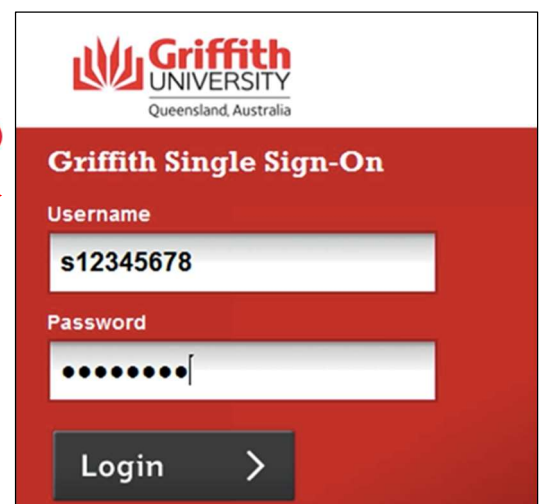 Griffith
UNIVERSITY
Queensland, Australia
Griffith Single Sign-On
Username
s12345678
Password
••••••••
Login >